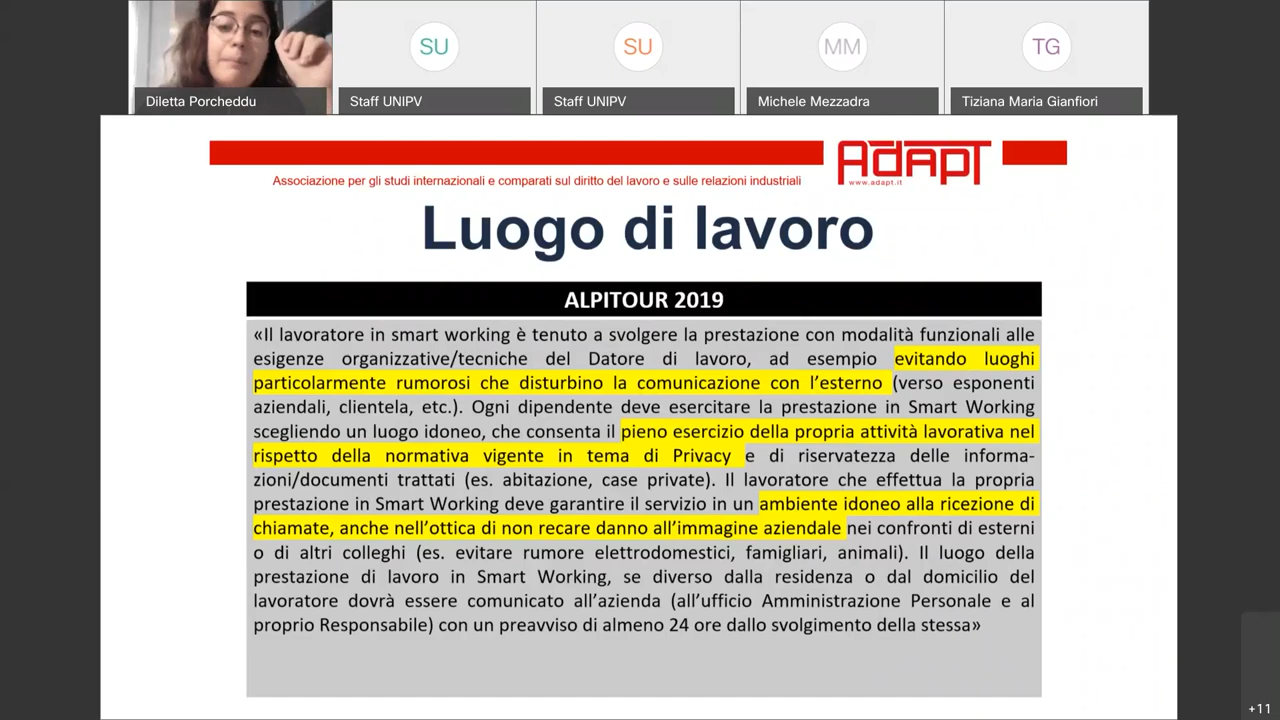 SU
SU
MM
TG
Diletta Porcheddu
Staff UNIPV
Staff UNIPV
Michele Mezzadra
Tiziana Maria Gianfiori
AdAPT
www.adapt.it
Associazione per gli studi internazionali e comparati sul diritto del lavoro e sulle relazioni industriali
Luogo di lavoro
ALPITOUR 2019
«Il lavoratore in smart working è tenuto a svolgere la prestazione con modalità funzionali alle
esigenze organizzative/tecniche del Datore di lavoro, ad esempio evitando luoghi
particolarmente rumorosi che disturbino la comunicazione con l'esterno (verso esponenti
aziendali, clientela, etc.). Ogni dipendente deve esercitare la prestazione in Smart Working
scegliendo un luogo idoneo, che consenta il pieno esercizio della propria attività lavorativa nel
rispetto della normativa vigente in tema di Privacy e di riservatezza delle informa-
zioni/documenti trattati (es. abitazione, case private). Il lavoratore che effettua la propria
prestazione in Smart Working deve garantire il servizio in un ambiente idoneo alla ricezione di
chiamate, anche nell'ottica di non recare danno all'immagine aziendale nei confronti di esterni
o di altri colleghi (es. evitare rumore elettrodomestici, famigliari, animali). Il luogo della
prestazione di lavoro in Smart Working, se diverso dalla residenza o dal domicilio del
lavoratore dovrà essere comunicato all'azienda (all'ufficio Amministrazione Personale e al
proprio Responsabile) con un preavviso di almeno 24 ore dallo svolgimento della stessa»
+11